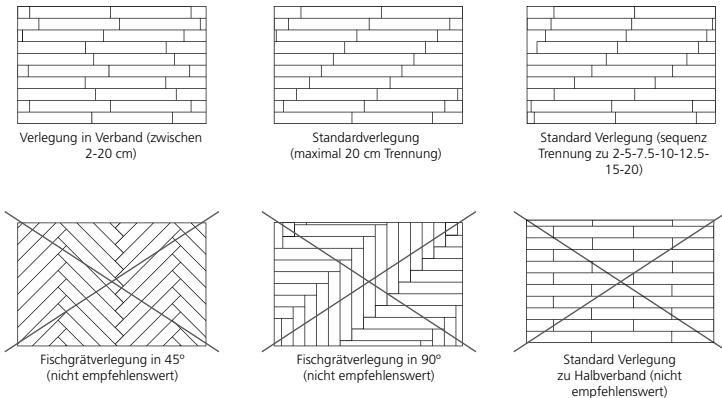 Verlegung in Verband (zwischen
2-20 cm)
Standardverlegung
(maximal 20 cm Trennung)
Standard Verlegung (sequenz
Trennung zu 2-5-7.5-10-12.5-
15-20)
Fischgrätverlegung in 45º
(nicht empfehlenswert)
Fischgrätverlegung in 90º
(nicht empfehlenswert)
Standard Verlegung
zu Halbverband (nicht
empfehlenswert)